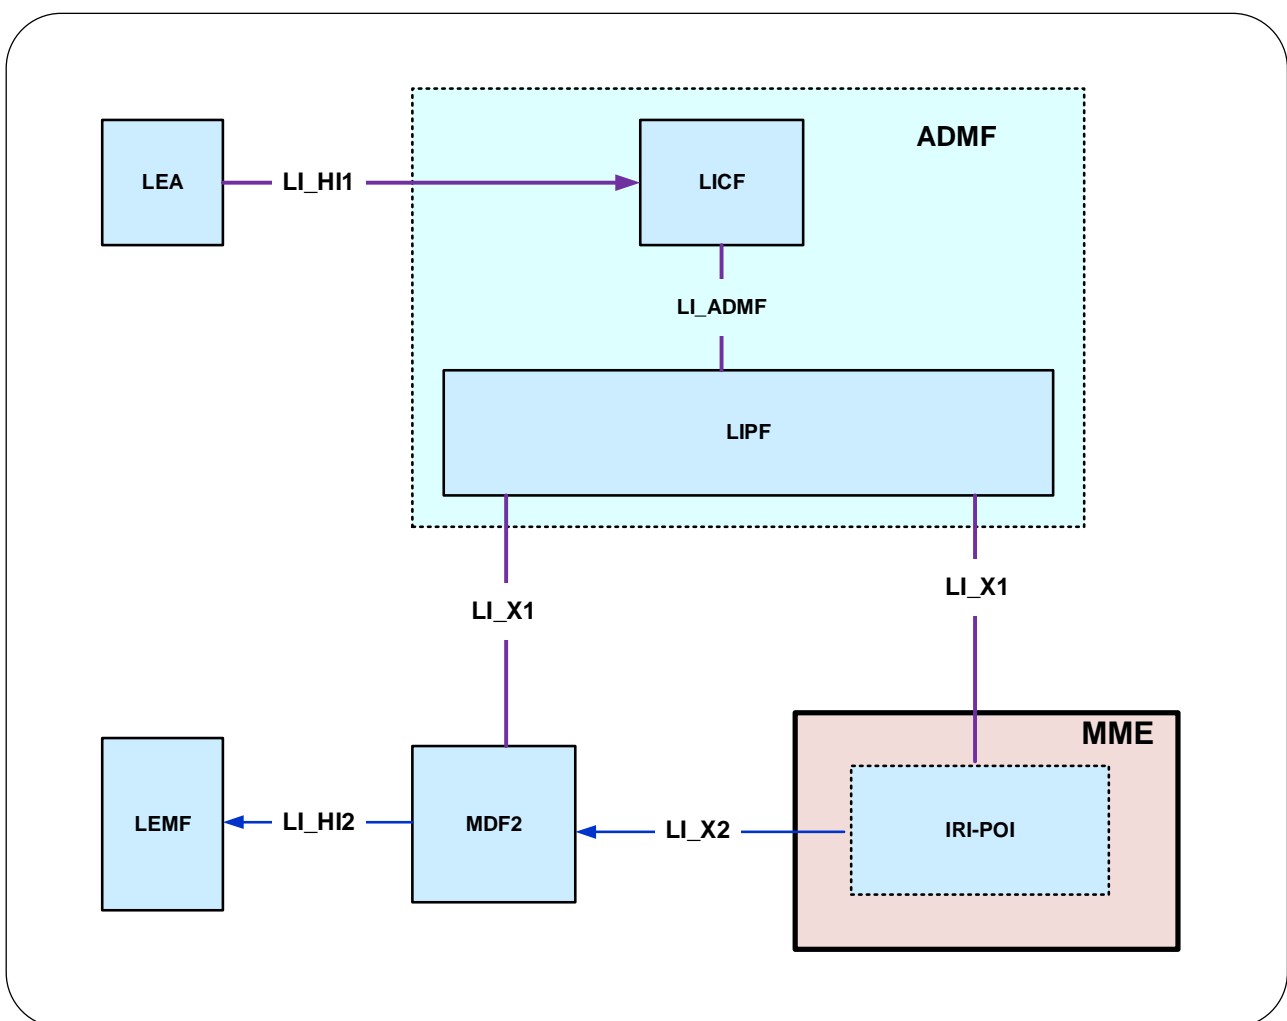 ADMF
LEA
LI_HI1
LICF
LI_ADMF
LIPF
LI_X1
LI_X1
MME
LEMF
LI_HI2
MDF2
LI_X2
IRI-POI